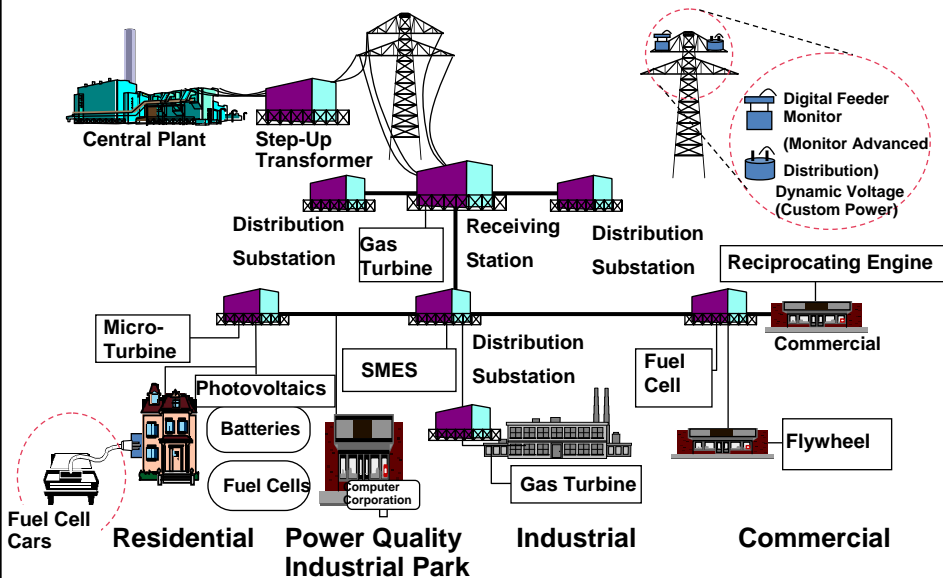 Central Plant
Step-Up
Transformer
Digital Feeder
Monitor
(Monitor Advanced
Distribution)
Dynamic Voltage
(Custom Power)
Distribution
Substation
Gas
Turbine
Receiving
Station
Distribution
Substation
Reciprocating Engine
Micro-
Turbine
SMES
Distribution
Substation
Fuel
Cell
Commercial
Photovoltaics
Batteries
Fuel Cells
Computer
Corporation
Gas Turbine
Flywheel
Fuel Cell
Cars
Residential
Power Quality
Industrial Park
Industrial
Commercial